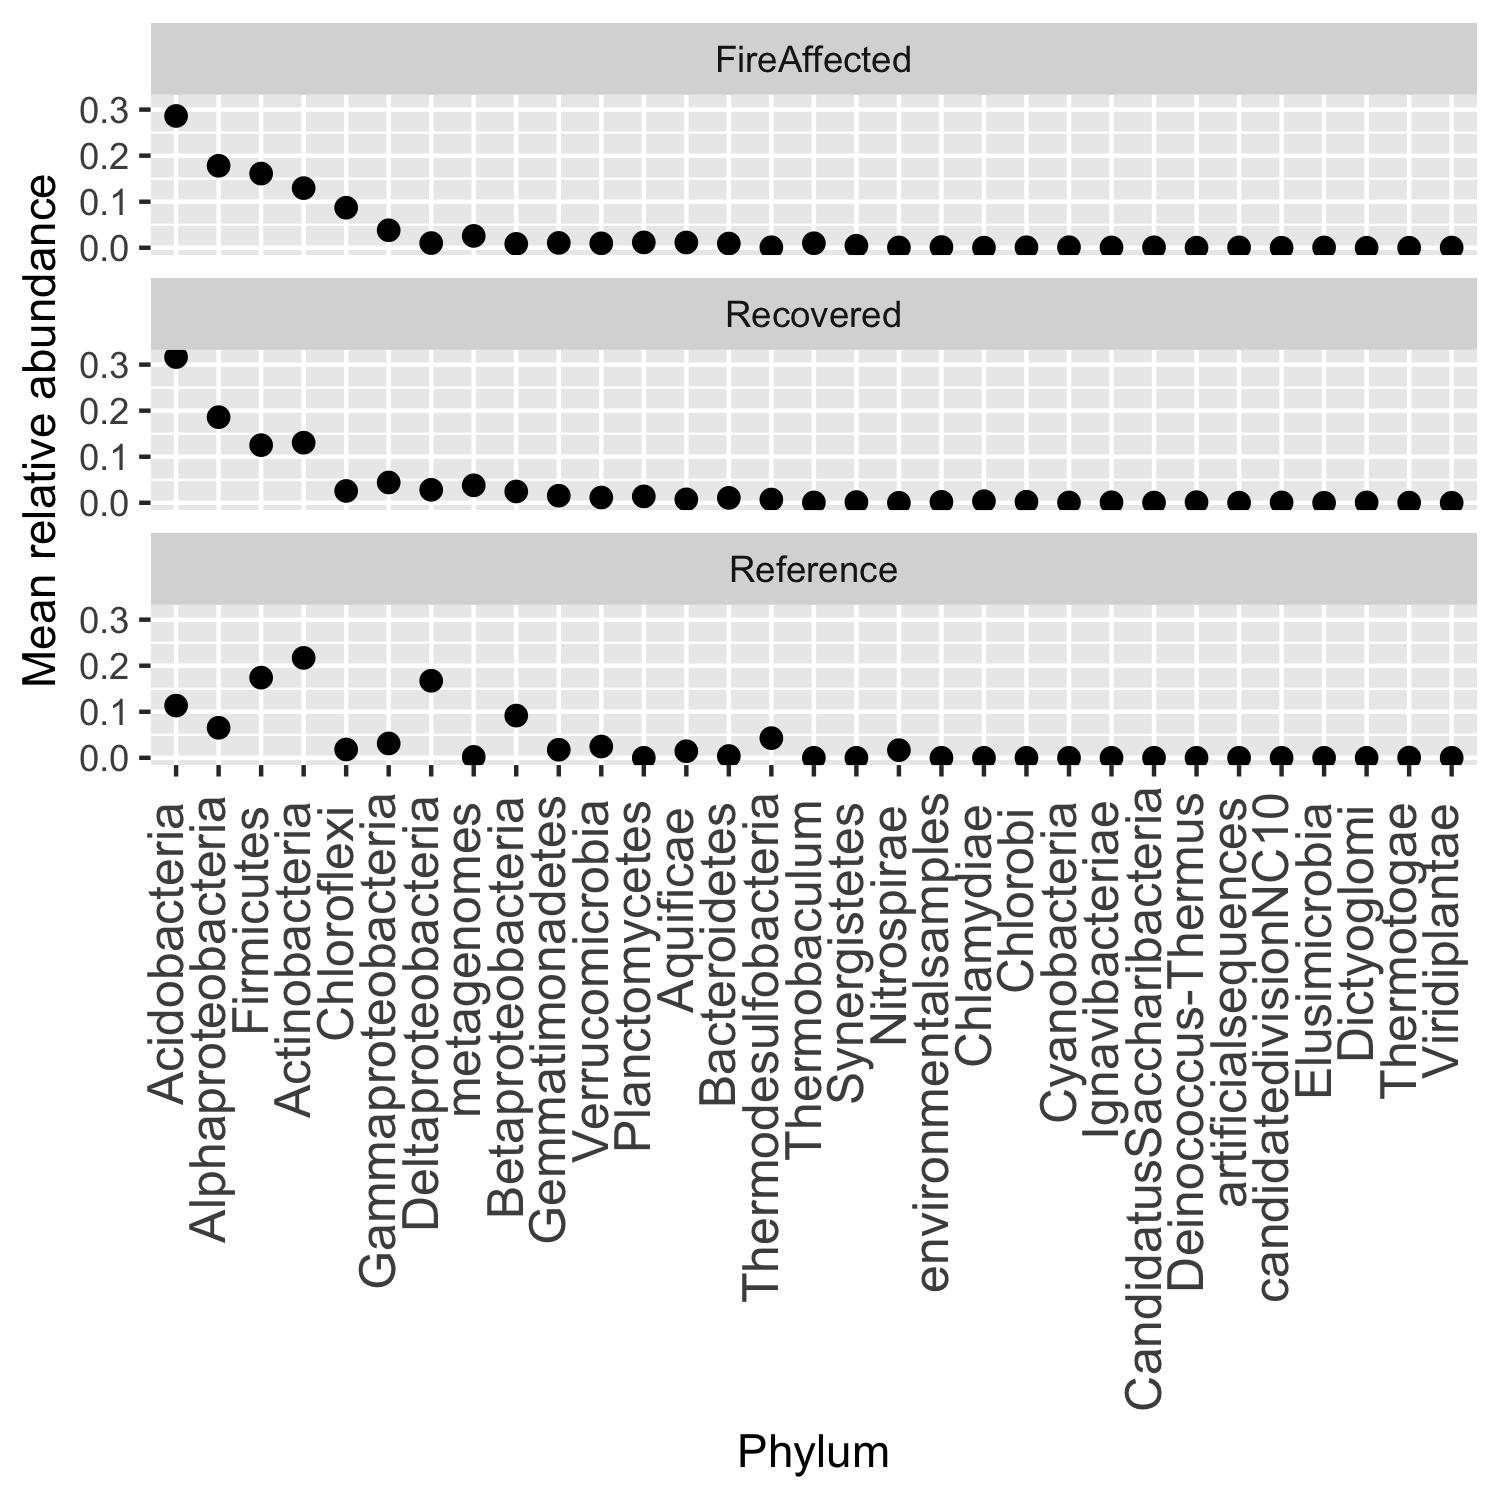 FireAffected
0.3
0.2
0.1
0.0
Recovered
0.3
0.2
0.1
0.0
Reference
0.3
0.2
0.1
0.0
Mean relative abundance
Acidobacteria
Alphaproteobacteria
Firmicutes
Actinobacteria
Chloroflexi
Gammaproteobacteria
Deltaproteobacteria
metagenomes
Betaproteobacteria
Gemmatimonadetes
Verrucomicrobia
Planctomycetes
Aquificae
Bacteroidetes
Thermodesulfobacteria
Thermobaculum
Synergistetes
Nitrospirae
environmentalsamples
Chlamydiae
Chlorobi
Cyanobacteria
Ignavibacteriae
CandidatusSaccharibacteria
Deinococcus-Thermus
artificialsequences
candidatedivisionNC10
Elusimicrobia
Dictyoglomi
Thermotogae
Viridiplantae
Phylum